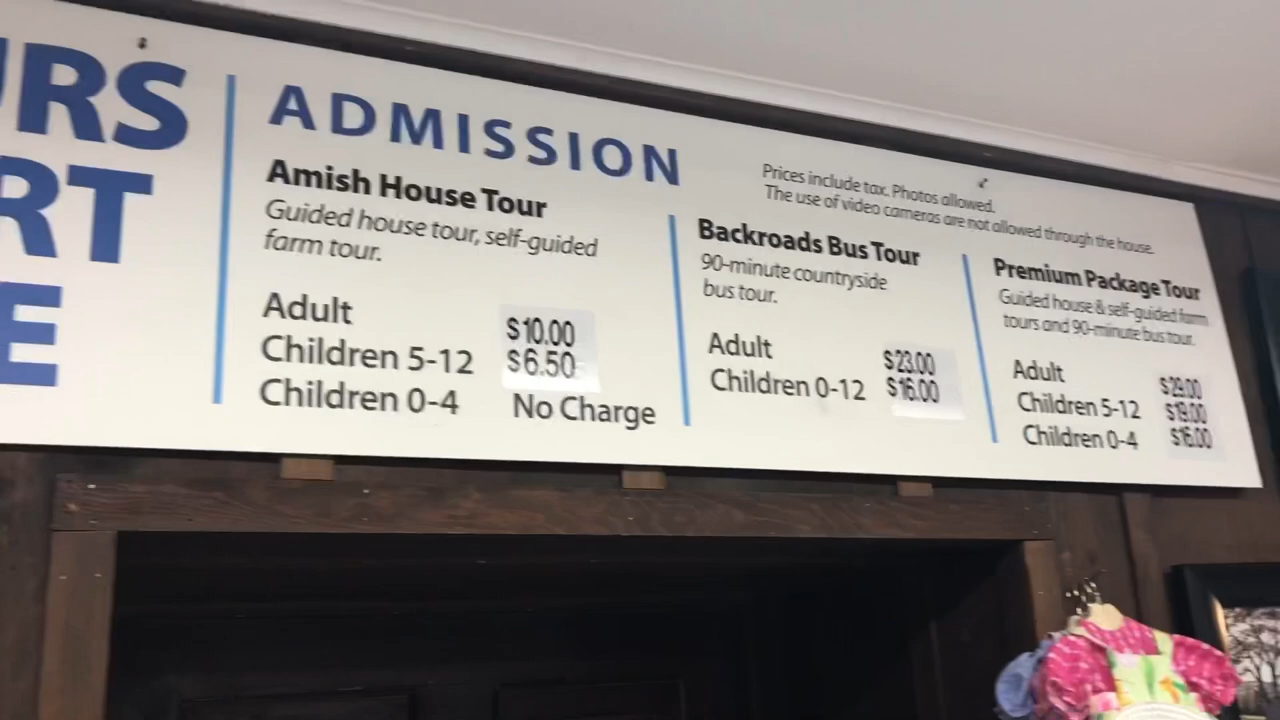 URS
RT
E
ADMISSION
Prices include tax. Photos allowed.
The use of video cameras are not allowed through the house.
Amish House Tour
Guided house tour, self-guided
farm tour.
Adult $10.00
Children 5-12 $6.50
Children 0-4 No Charge
Backroads Bus Tour
90-minute countryside
bus tour.
Adult $23.00
Children 0-12 $16.00
Premium Package Tour
Guided house & self-guided farm
tours and 90-minute bus tour.
Adult $29.00
Children 5-12 $19.00
Children 0-4 $16.00